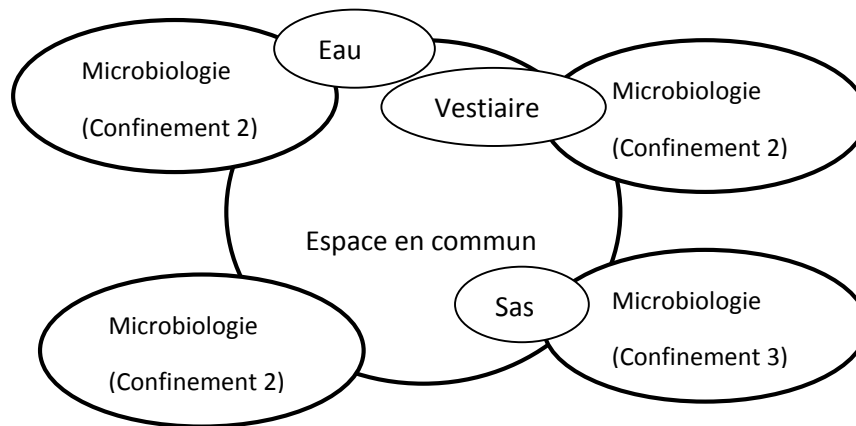 Eau
Microbiologie
(Confinement 2)
Vestiaire
Microbiologie
(Confinement 2)
Espace en commun
Microbiologie
(Confinement 2)
Sas
Microbiologie
(Confinement 3)